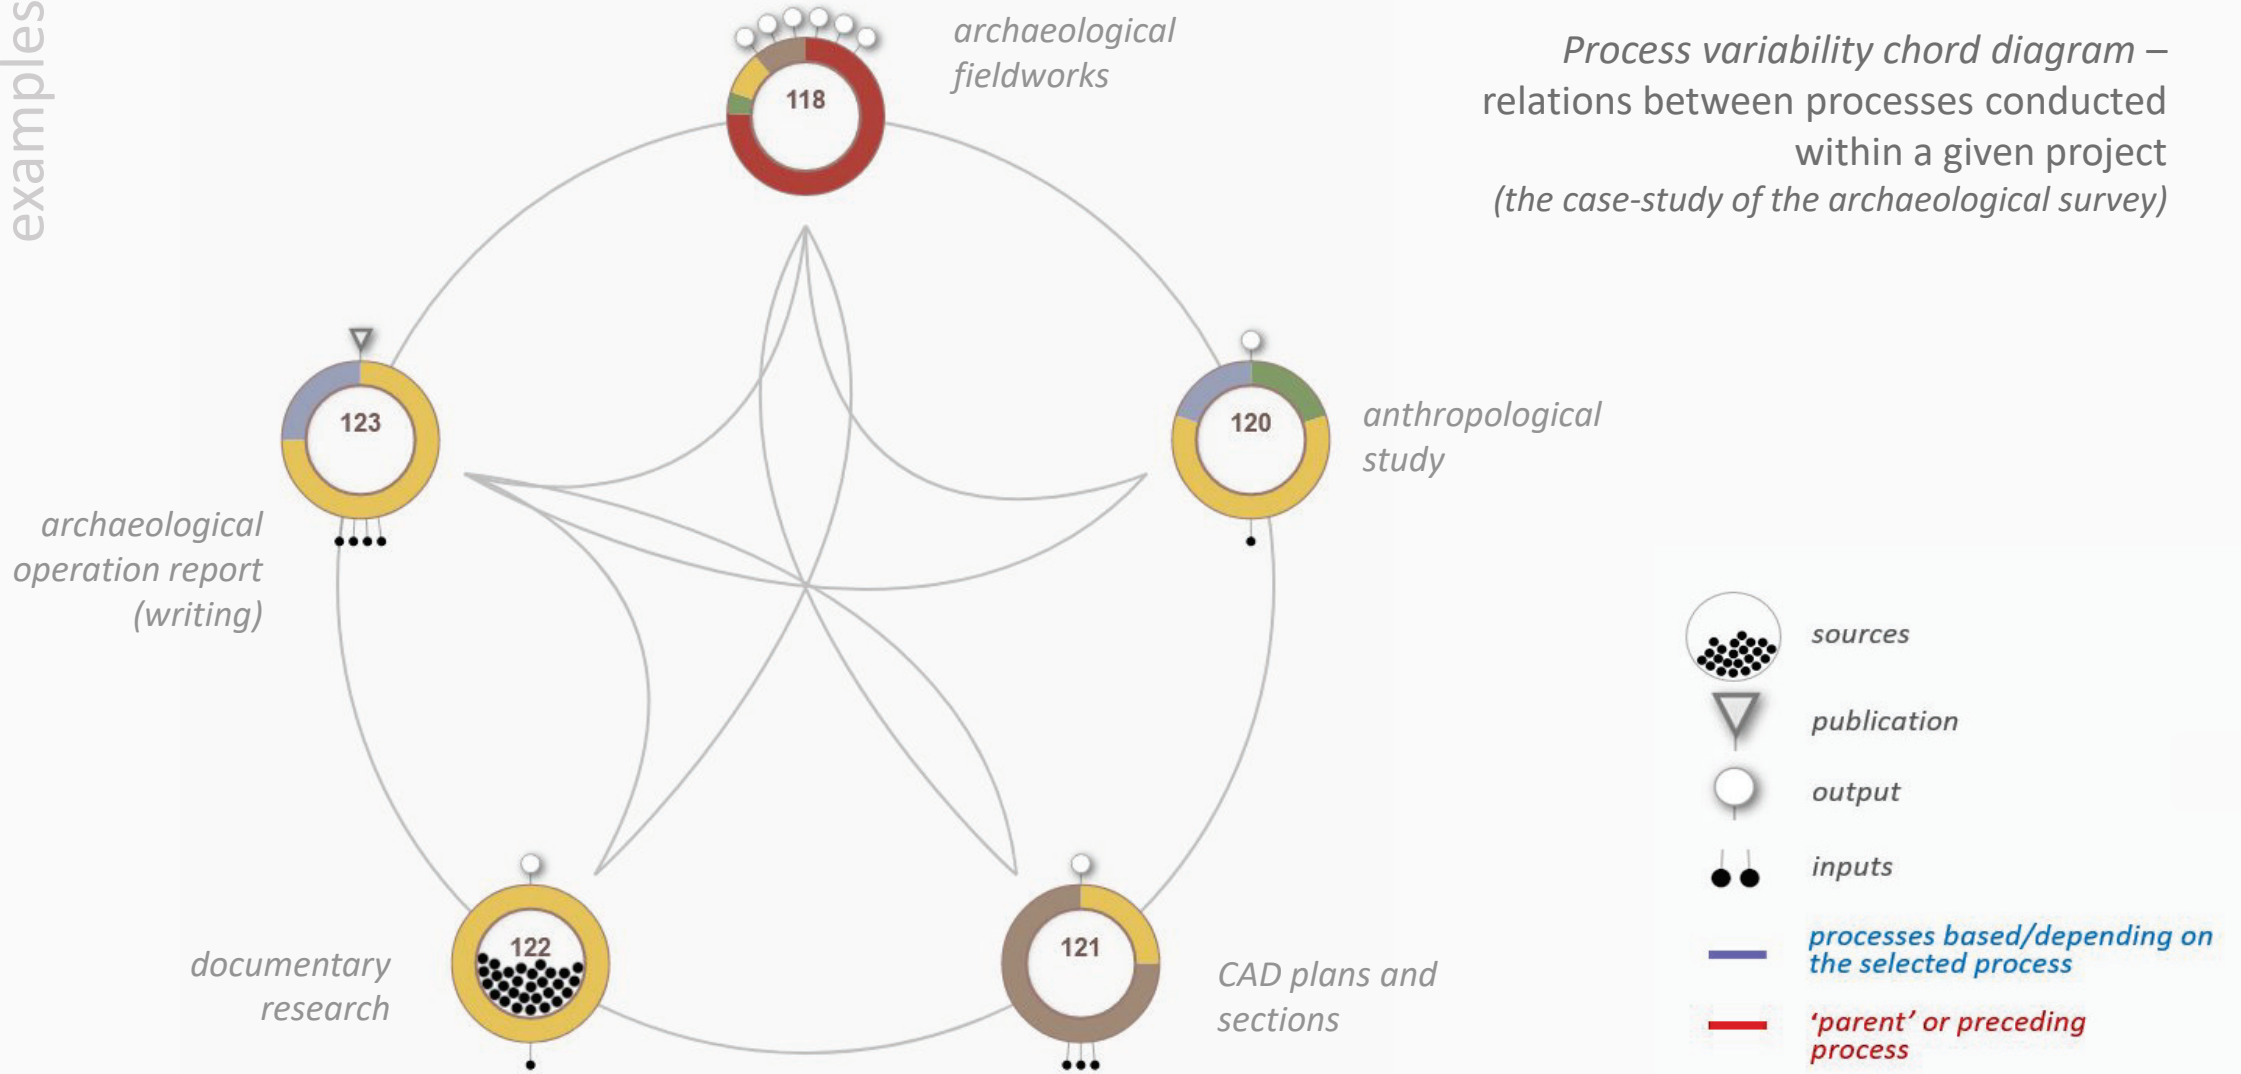 examples
archaeological
fieldworks
Process variability chord diagram –
relations between processes conducted
within a given project
(the case-study of the archaeological survey)
118
123
120
anthropological
study
archaeological
operation report
(writing)
sources
publication
output
inputs
122
121
documentary
research
CAD plans and
sections
processes based/depending on
the selected process
‘parent’ or preceding
process